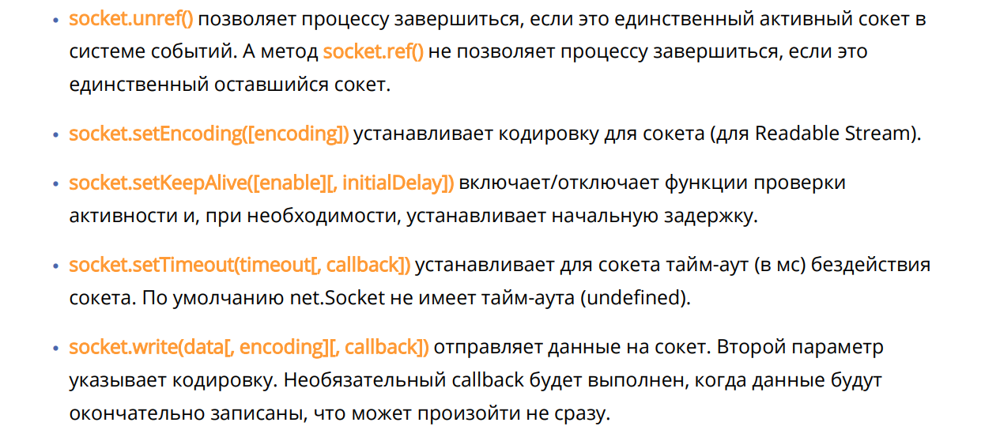 • socket.unref() позволяет процессу завершиться, если это единственный активный сокет в
системе событий. А метод socket.ref() не позволяет процессу завершиться, если это
единственный оставшийся сокет.
• socket.setEncoding([encoding]) устанавливает кодировку для сокета (для Readable Stream).
• socket.setKeepAlive([enable][, initialDelay]) включает/отключает функции проверки
активности и, при необходимости, устанавливает начальную задержку.
• socket.setTimeout(timeout[, callback]) устанавливает для сокета тайм-аут (в мс) бездействия
сокета. По умолчанию net.Socket не имеет тайм-аута (undefined).
• socket.write(data[, encoding][, callback]) отправляет данные на сокет. Второй параметр
указывает кодировку. Необязательный callback будет выполнен, когда данные будут
окончательно записаны, что может произойти не сразу.